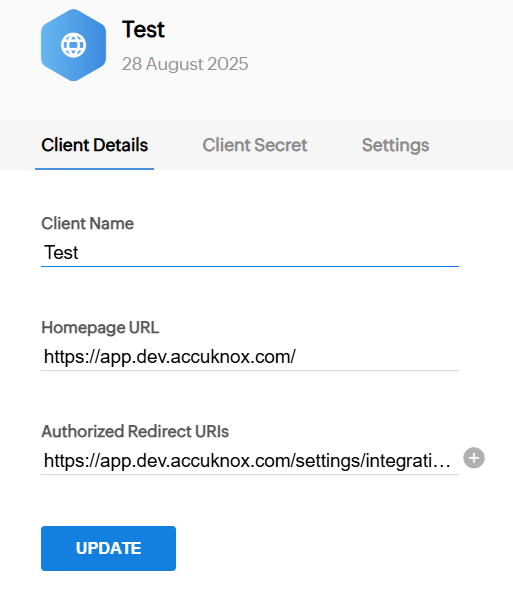 Test
28 August 2025
Client Details Client Secret Settings
Client Name
Test
Homepage URL
https://app.dev.accuknox.com/
Authorized Redirect URIs
https://app.dev.accuknox.com/settings/integrati...
UPDATE